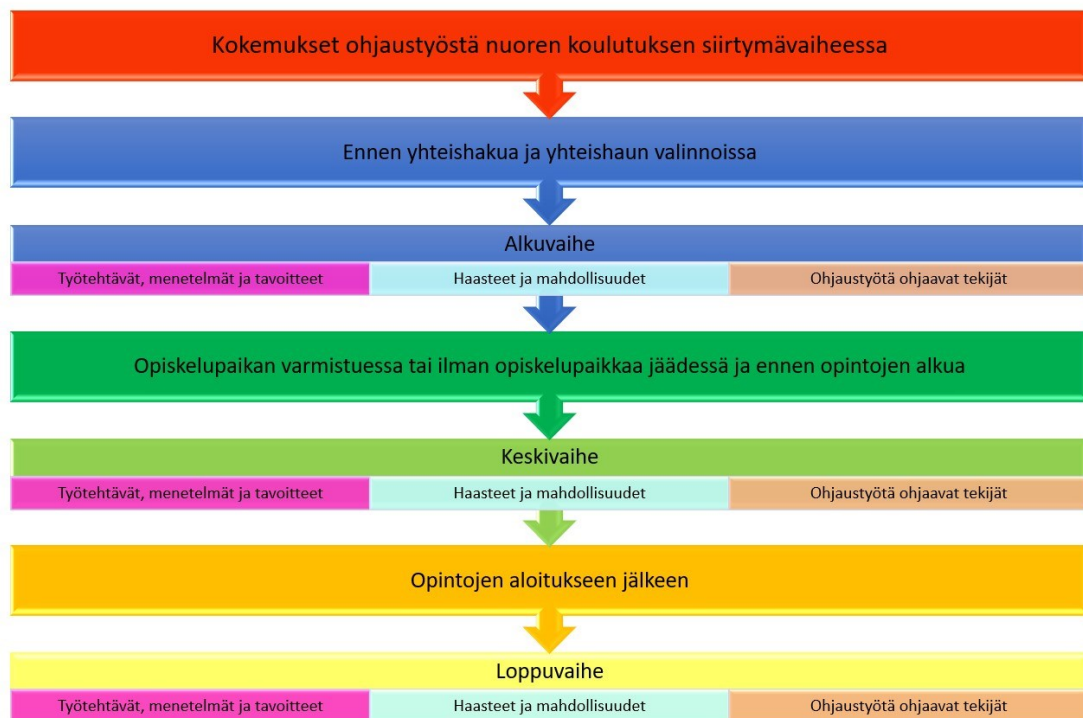 Kokemukset ohjaustyöstä nuoren koulutuksen siirtymävaiheessa
Ennen yhteishakua ja yhteishaun valinnoissa
Alkuvaihe
Työtehtävät, menetelmät ja tavoitteet
Haasteet ja mahdollisuudet
Ohjaustyötä ohjaavat tekijät
Opiskelupaikan varmistuessa tai ilman opiskelupaikkaa jäädessä ja ennen opintojen alkua
Keskivaihe
Työtehtävät, menetelmät ja tavoitteet
Haasteet ja mahdollisuudet
Ohjaustyötä ohjaavat tekijät
Opintojen aloitukseen jälkeen
Loppuvaihe
Työtehtävät, menetelmät ja tavoitteet
Haasteet ja mahdollisuudet
Ohjaustyötä ohjaavat tekijät